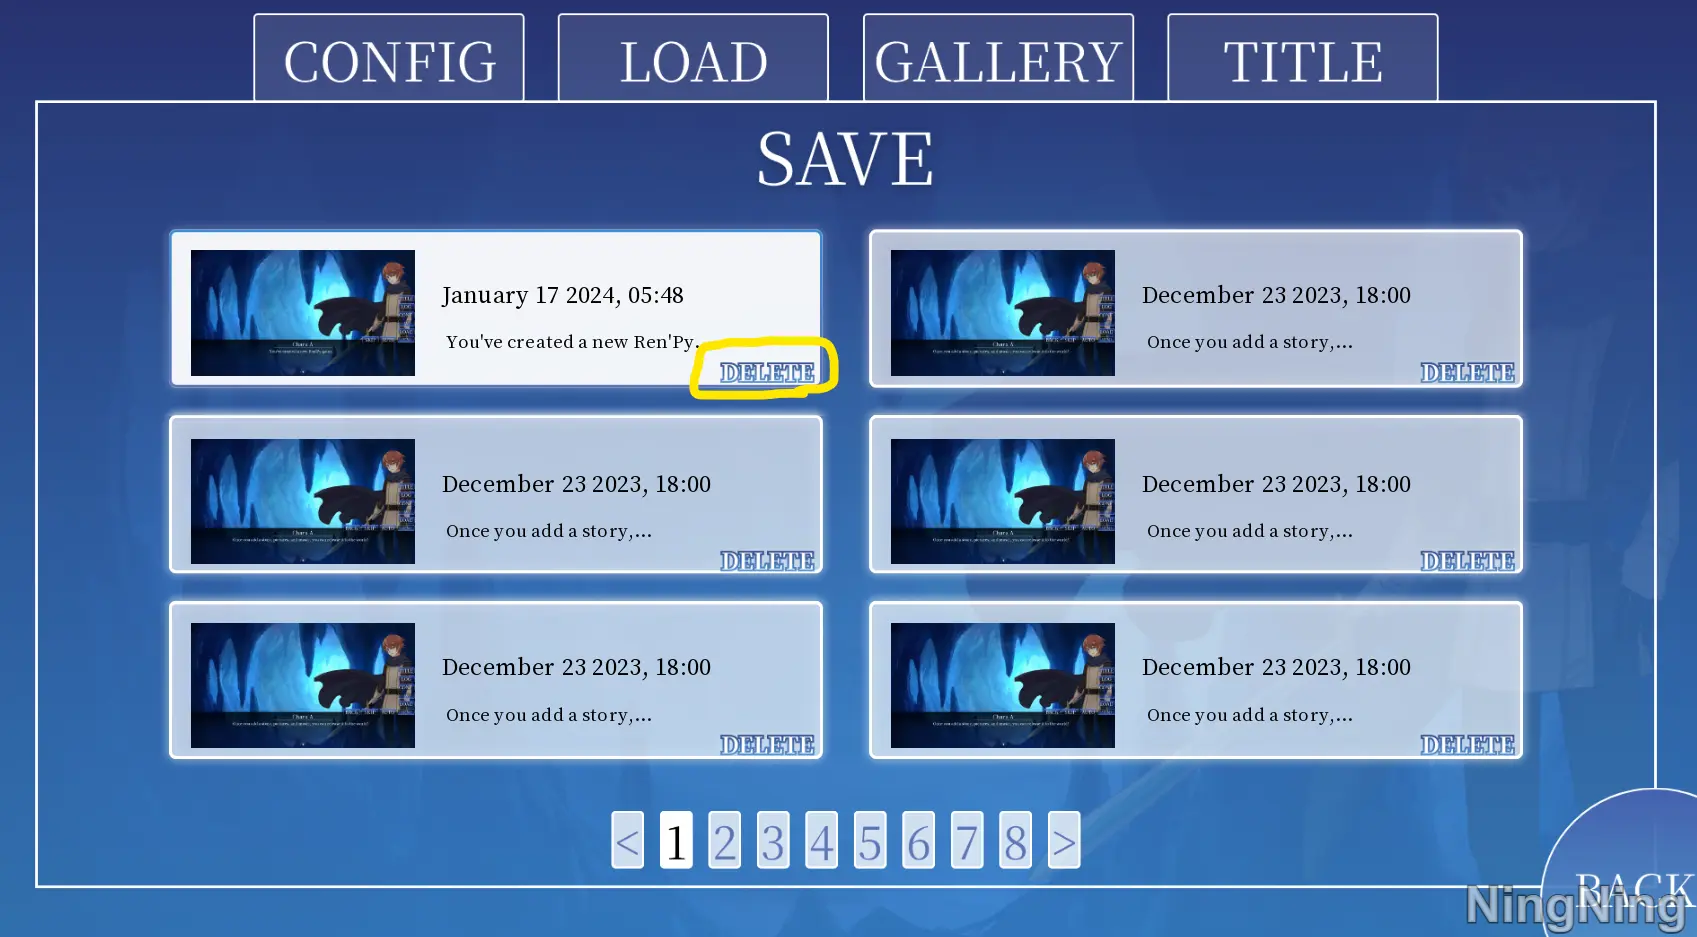 CONFIG LOAD GALLERY TITLE
SAVE
January 17 2024, 05:48
You've created a new Ren'Py...
DELETE
December 23 2023, 18:00
Once you add a story,...
DELETE
December 23 2023, 18:00
Once you add a story,...
DELETE
December 23 2023, 18:00
Once you add a story,...
DELETE
December 23 2023, 18:00
Once you add a story,...
DELETE
December 23 2023, 18:00
Once you add a story,...
DELETE
< 1 2 3 4 5 6 7 8 >
BACK
NingNing